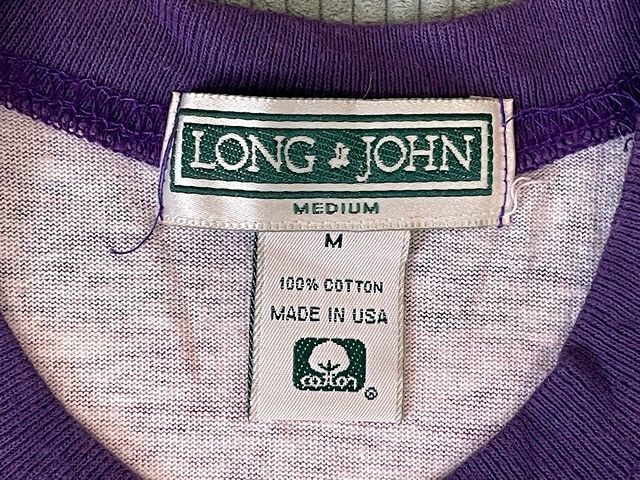 LONG JOHN
MEDIUM
M
100% COTTON
MADE IN USA
cotton
®